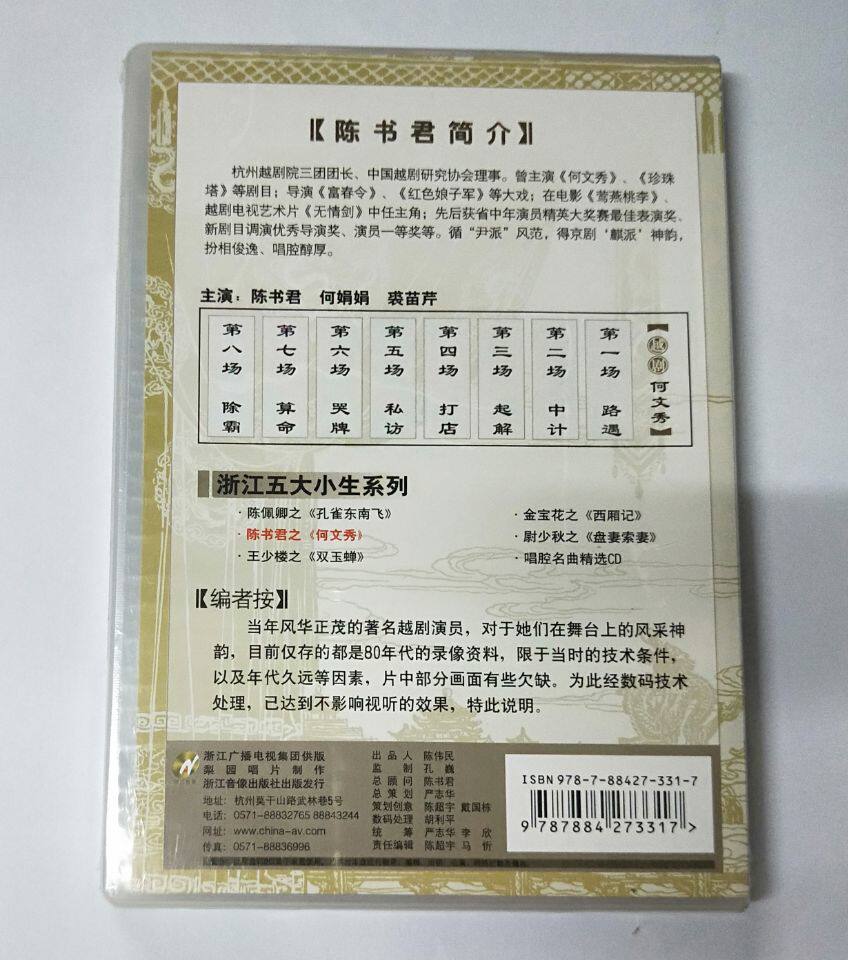 【陈书君简介】
杭州越剧院三团团长、中国越剧研究协会理事。曾主演《何文秀》、《珍珠
塔》等剧目；导演《富春令》、《红色娘子军》等大戏；在电影《莺燕桃李》、
越剧电视艺术片《无情剑》中任主角；先后获省中年演员精英大奖赛最佳表演奖、
新剧目调演优秀导演奖、演员一等奖等。循“尹派”风范，得京剧‘麒派’神韵，
扮相俊逸、唱腔醇厚。
主演：陈书君 何娟娟 裘苗芹
【越剧 何文秀】
第一场 路遇
第二场 中计
第三场 起解
第四场 打店
第五场 私访
第六场 哭牌
第七场 算命
第八场 除霸
浙江五大小生系列
·陈佩卿之《孔雀东南飞》
·陈书君之《何文秀》
·王少楼之《双玉蝉》
·金宝花之《西厢记》
·尉少秋之《盘妻索妻》
·唱腔名曲精选CD
【编者按】
当年风华正茂的著名越剧演员，对于她们在舞台上的风采神
韵，目前仅存的都是80年代的录像资料，限于当时的技术条件，
以及年代久远等因素，片中部分画面有些欠缺。为此经数码技术
处理，已达到不影响视听的效果，特此说明。
浙江广播电视集团供版
梨园唱片制作
浙江音像出版社出版发行
地址：杭州莫干山路武林巷5号
电话：0571-88832765 88843244
网址：www.china-av.com
传真：0571-88836996
出品人 陈伟民
监制 孔巍
总顾问 陈书君
总策划 严志华
策划创意 陈超宇 戴国栋
数码处理 胡利平
统筹 严志华 李欣
责任编辑 陈超宇 马忻
ISBN 978-7-88427-331-7
9 787884 273317 >